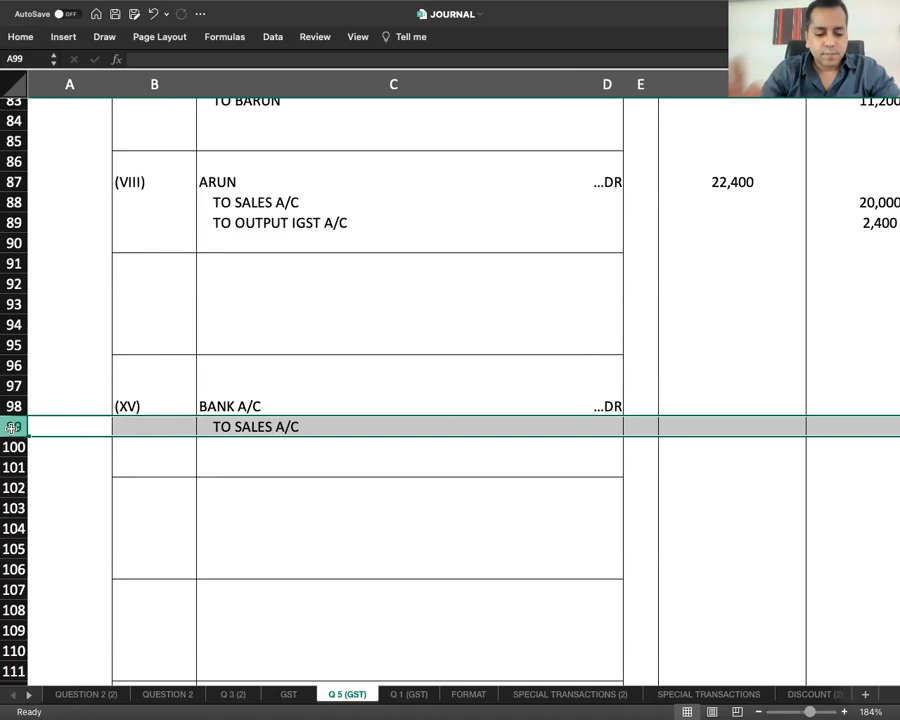 AutoSave OFF JOURNAL
Home Insert Draw Page Layout Formulas Data Review View Tell me
A99 fx
A B C D E
83 TO BARUN 11,200
84
85
86
87 (VIII) ARUN ...DR 22,400
88 TO SALES A/C 20,000
89 TO OUTPUT IGST A/C 2,400
90
91
92
93
94
95
96
97
98 (XV) BANK A/C ...DR
99 TO SALES A/C
100
101
102
103
104
105
106
107
108
109
110
111
QUESTION 2 (2) QUESTION 2 Q 3 (2) GST Q 5 (GST) Q 1 (GST) FORMAT SPECIAL TRANSACTIONS (2) SPECIAL TRANSACTIONS DISCOUNT (2)
Ready 184%